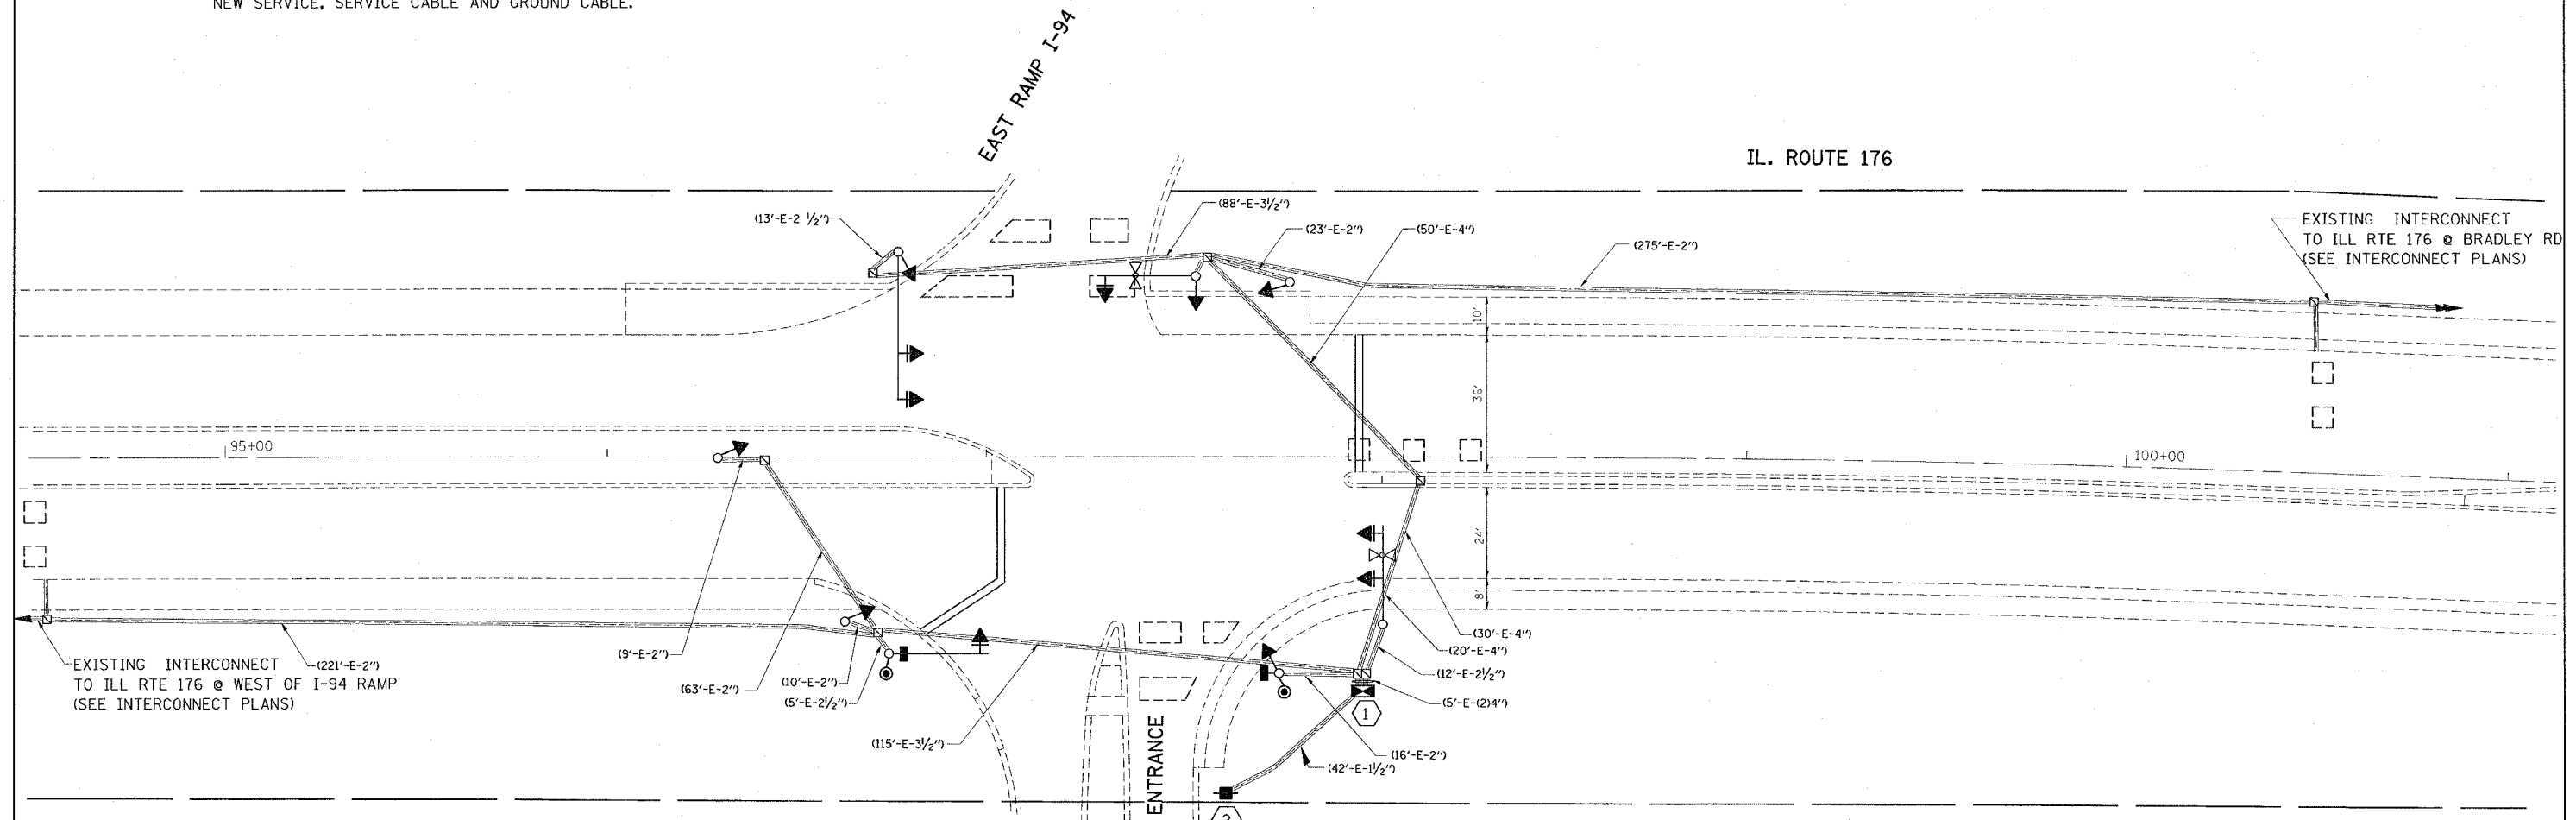 NEW SERVICE, SERVICE CABLE AND GROUND CABLE.
EAST RAMP I-94
IL. ROUTE 176
(13'-E-2 1/2")
(88'-E-3 1/2")
(23'-E-2")
(50'-E-4")
(275'-E-2")
EXISTING INTERCONNECT
TO ILL RTE 176 @ BRADLEY RD
(SEE INTERCONNECT PLANS)
10'
36'
95+00
100+00
24'
8'
EXISTING INTERCONNECT
TO ILL RTE 176 @ WEST OF I-94 RAMP
(SEE INTERCONNECT PLANS)
(221'-E-2")
(9'-E-2")
(63'-E-2")
(10'-E-2")
(5'-E-2 1/2")
(115'-E-3 1/2")
(30'-E-4")
(20'-E-4")
(12'-E-2 1/2")
(5'-E-(2)4")
1
(16'-E-2")
(42'-E-1 1/2")
ENTRANCE
2